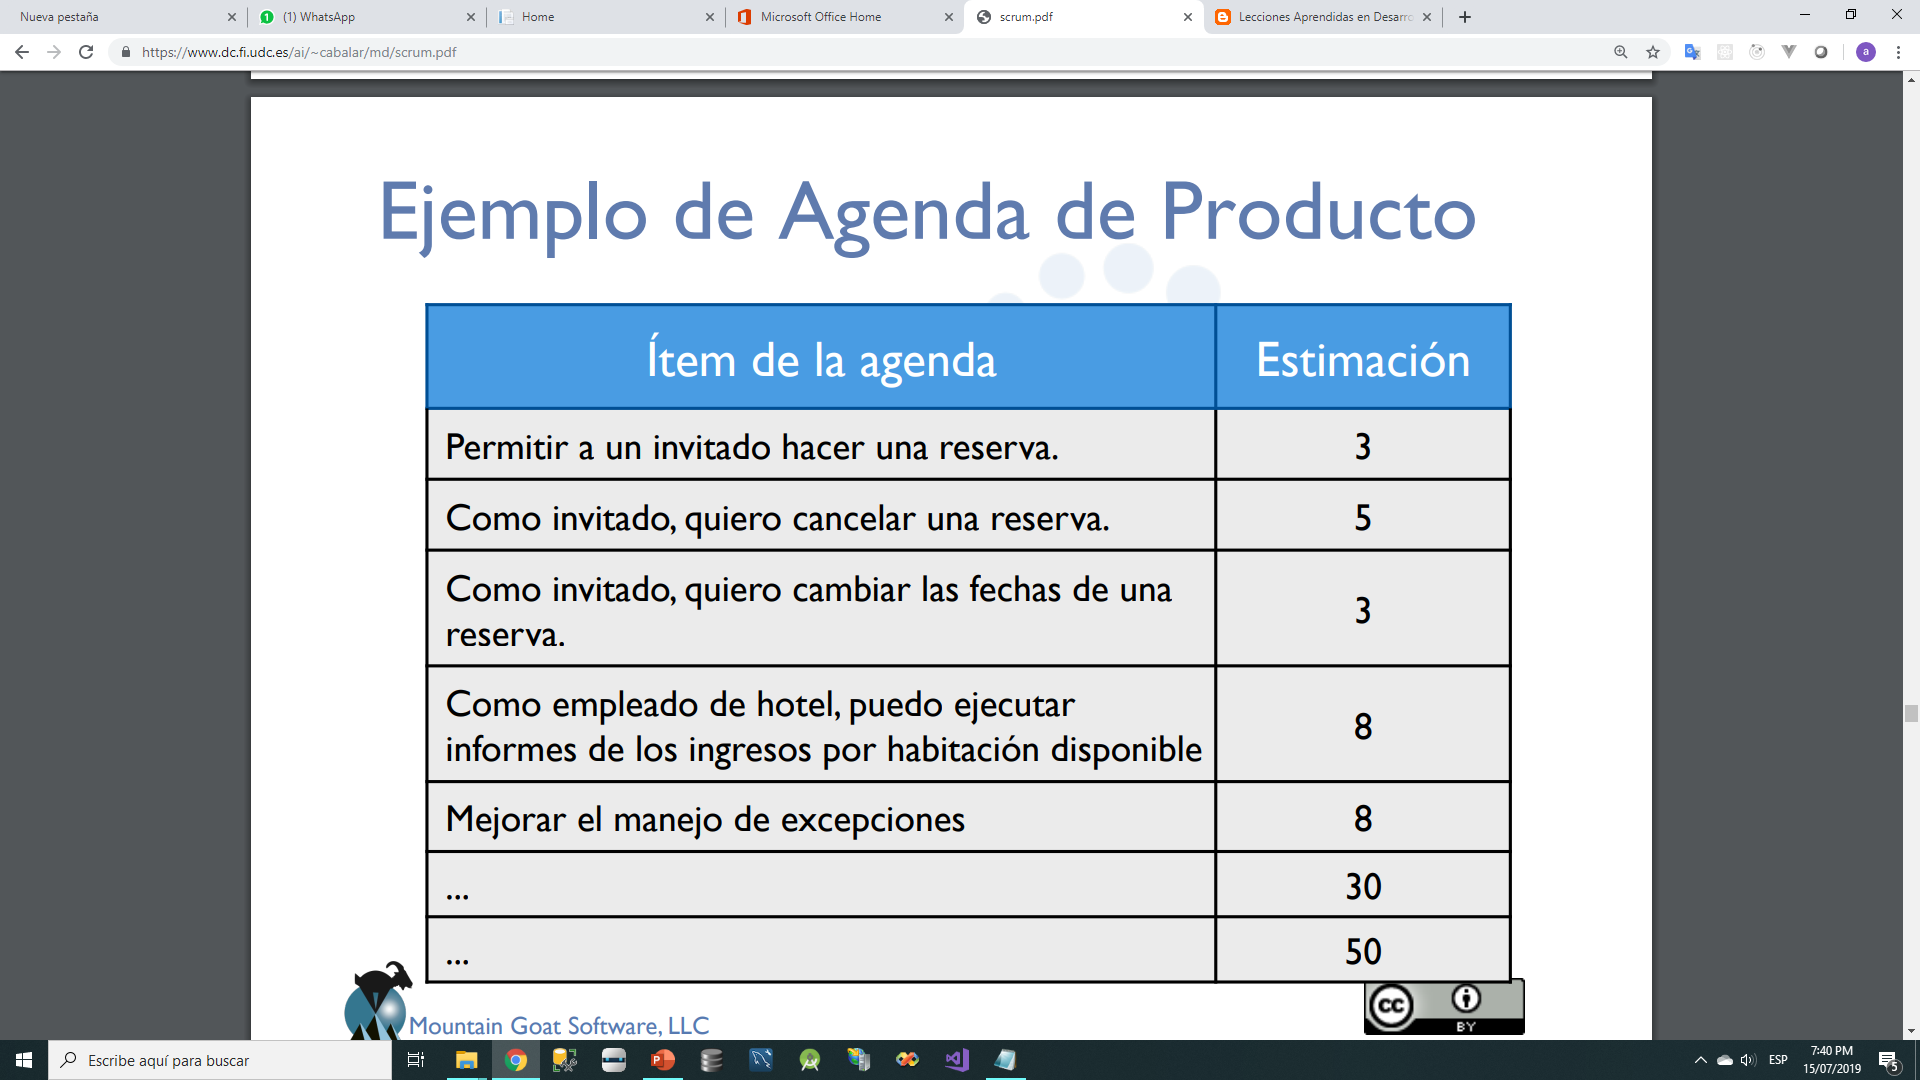 Nueva pestaña
(1) WhatsApp
Home
Microsoft Office Home
scrum.pdf
Lecciones Aprendidas en Desarro
https://www.dc.fi.udc.es/ai/~cabalar/md/scrum.pdf
a
Ejemplo de Agenda de Producto
Ítem de la agenda Estimación
Permitir a un invitado hacer una reserva. 3
Como invitado, quiero cancelar una reserva. 5
Como invitado, quiero cambiar las fechas de una
reserva. 3
Como empleado de hotel, puedo ejecutar
informes de los ingresos por habitación disponible 8
Mejorar el manejo de excepciones 8
... 30
... 50
Mountain Goat Software, LLC
cc
BY
Escribe aquí para buscar
ESP
7:40 PM
15/07/2019
5